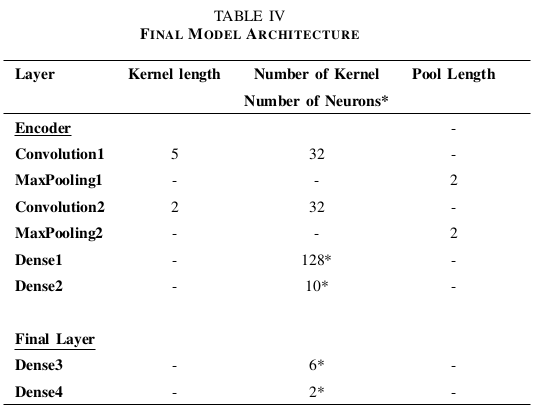 TABLE IV
FINAL MODEL ARCHITECTURE
Layer Kernel length Number of Kernel Pool Length
Number of Neurons*
Encoder -
Convolution1 5 32 -
MaxPooling1 - - 2
Convolution2 2 32 -
MaxPooling2 - - 2
Dense1 - 128* -
Dense2 - 10* -
Final Layer
Dense3 - 6* -
Dense4 - 2* -